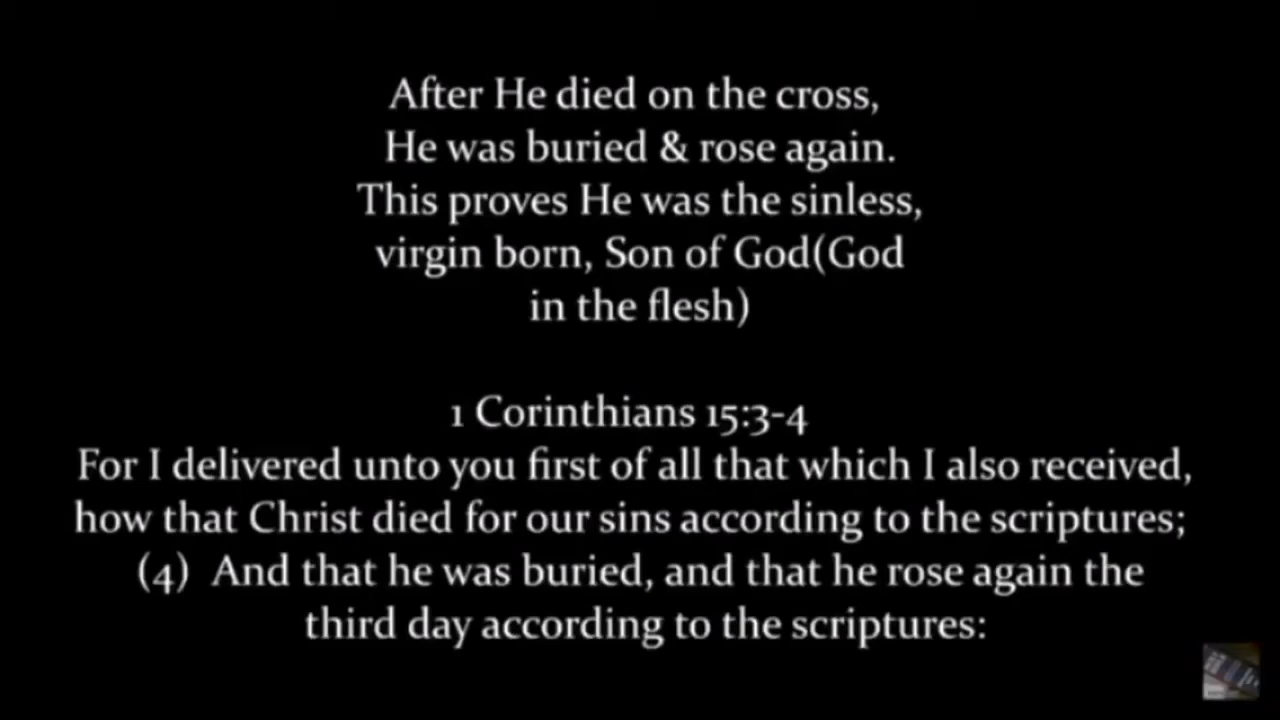 After He died on the cross,
He was buried & rose again.
This proves He was the sinless,
virgin born, Son of God(God
in the flesh)
1 Corinthians 15:3-4
For I delivered unto you first of all that which I also received,
how that Christ died for our sins according to the scriptures;
(4) And that he was buried, and that he rose again the
third day according to the scriptures: